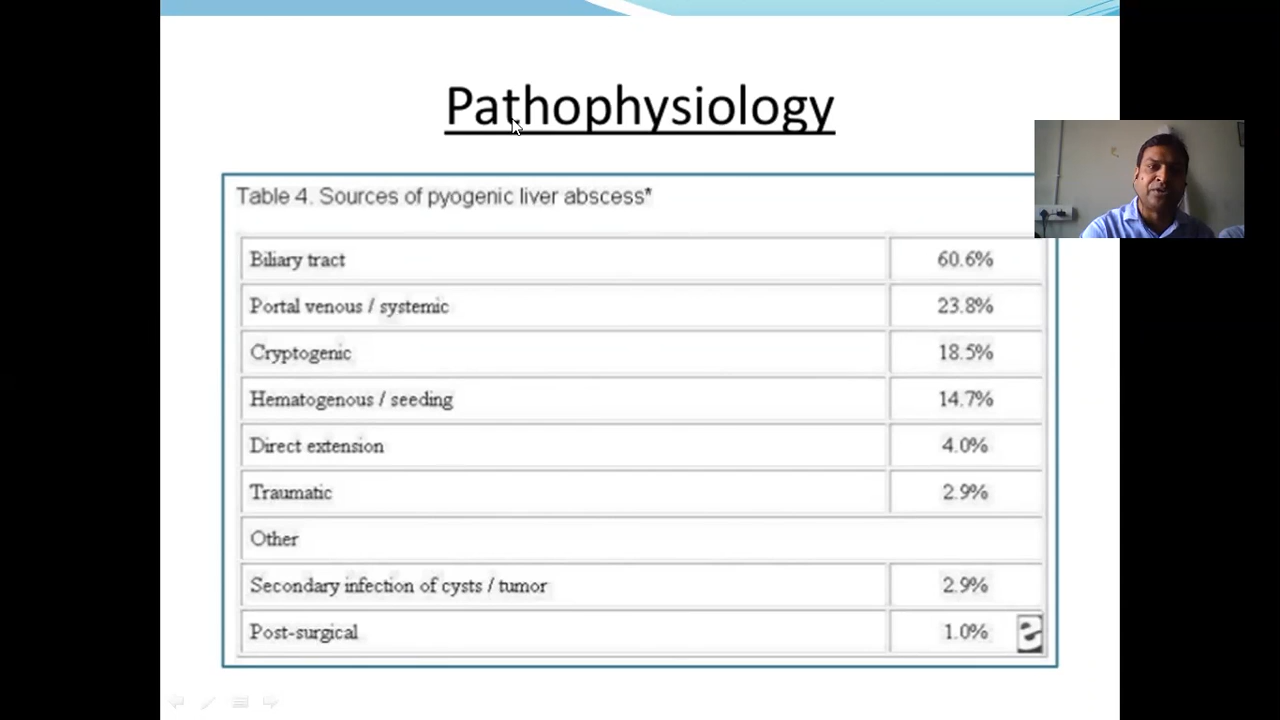 Pathophysiology
Table 4. Sources of pyogenic liver abscess*
Biliary tract 60.6%
Portal venous / systemic 23.8%
Cryptogenic 18.5%
Hematogenous / seeding 14.7%
Direct extension 4.0%
Traumatic 2.9%
Other
Secondary infection of cysts / tumor 2.9%
Post-surgical 1.0%